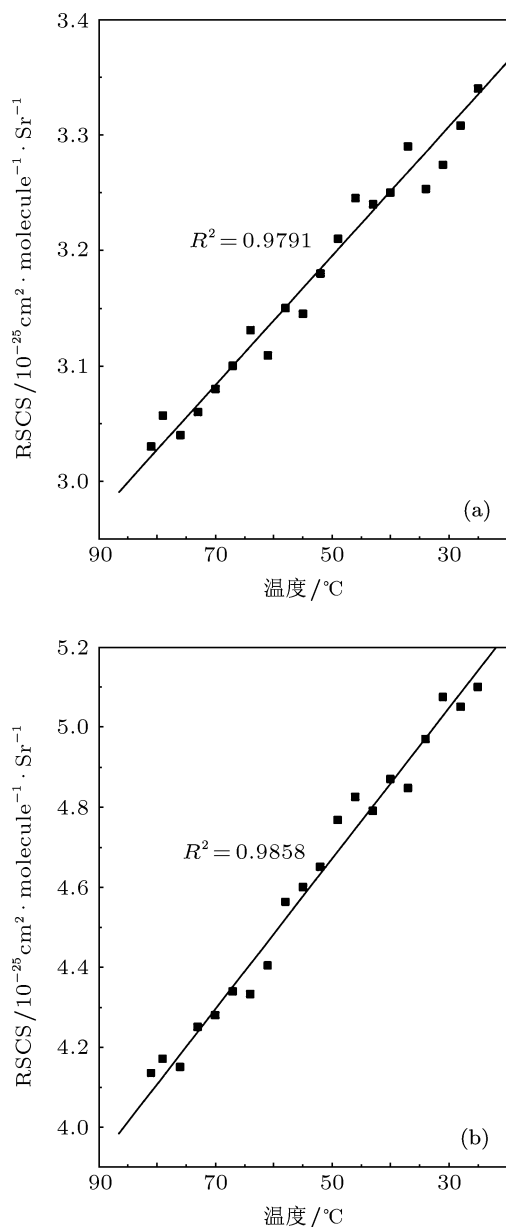 3.4
3.3
3.2
3.1
3.0
RSCS/10⁻²⁵cm²·molecule⁻¹·Sr⁻¹
R²=0.9791
(a)
90 70 50 30
温度/℃
5.2
5.0
4.8
4.6
4.4
4.2
4.0
RSCS/10⁻²⁵cm²·molecule⁻¹·Sr⁻¹
R²=0.9858
(b)
90 70 50 30
温度/℃